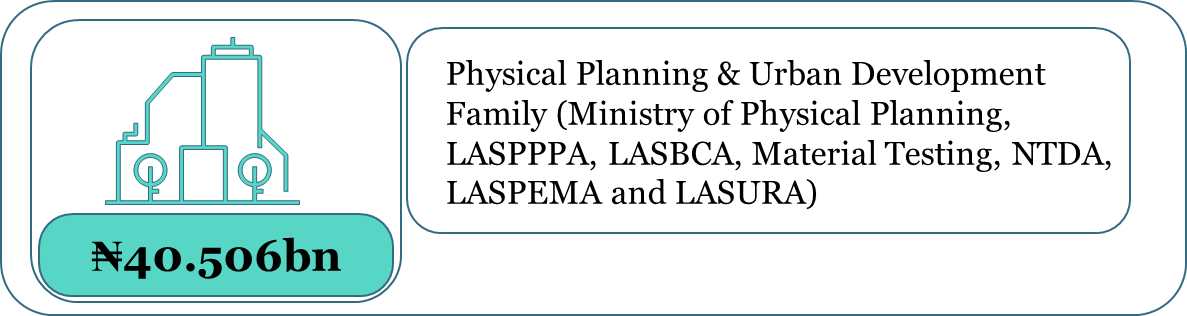 ₦40.506bn
Physical Planning & Urban Development
Family (Ministry of Physical Planning,
LASPPPA, LASBCA, Material Testing, NTDA,
LASPEMA and LASURA)